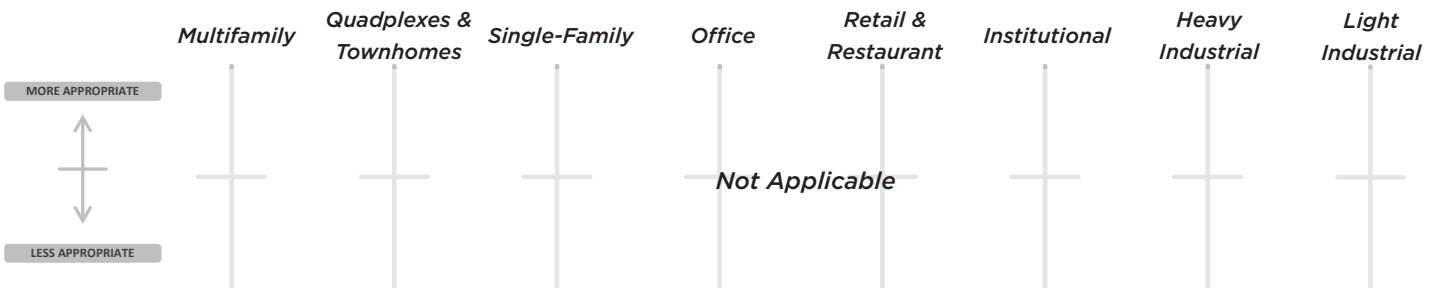 Multifamily
Quadplexes &
Townhomes
Single-Family
Office
Retail &
Restaurant
Institutional
Heavy
Industrial
Light
Industrial
MORE APPROPRIATE
Not Applicable
LESS APPROPRIATE